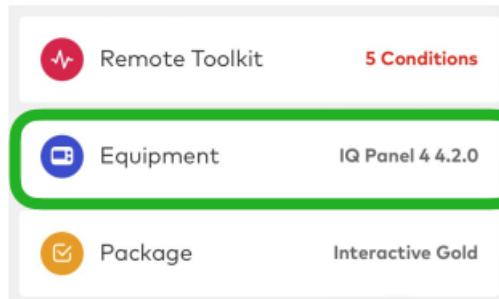 Remote Toolkit 5 Conditions
Equipment IQ Panel 4 4.2.0
Package Interactive Gold